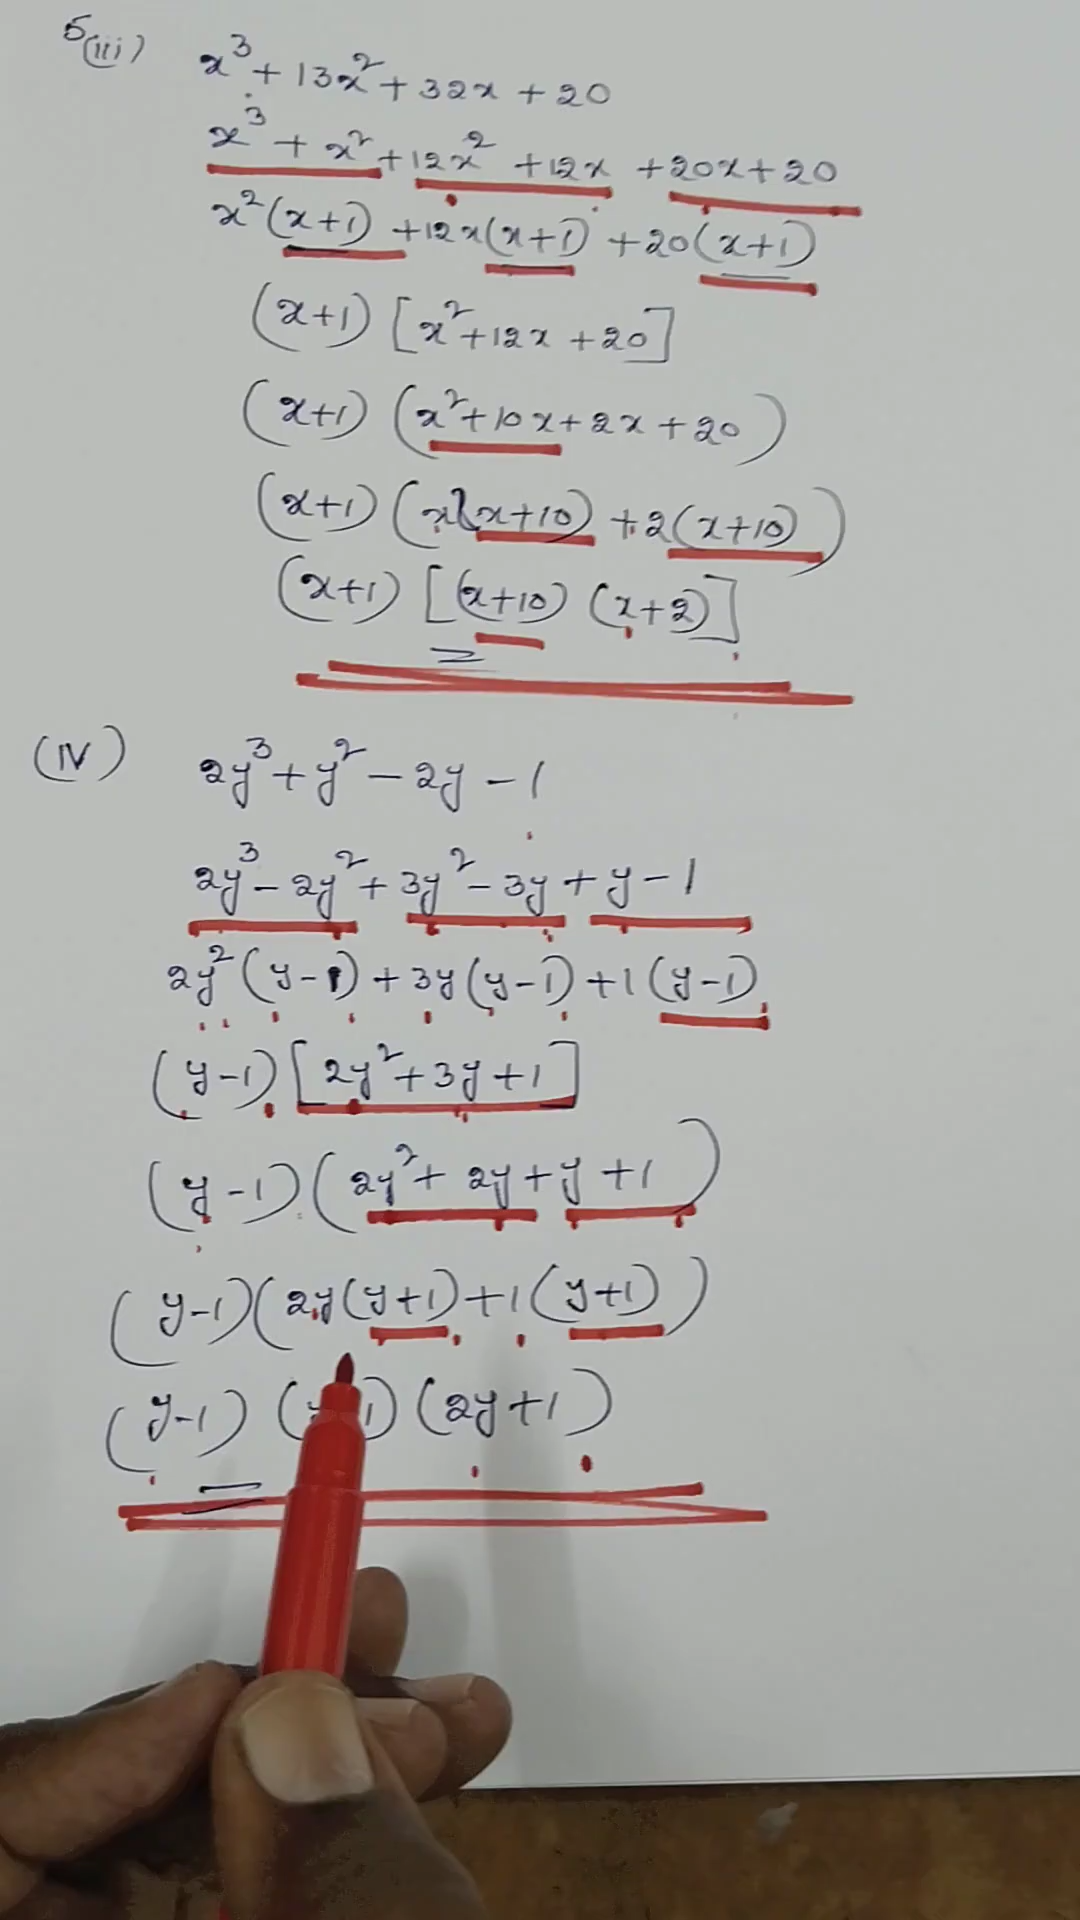 5(iii) x³ + 13x² + 32x + 20
x³ + x² + 12x² + 12x + 20x + 20
x²(x+1) + 12x(x+1) + 20(x+1)
(x+1) [x² + 12x + 20]
(x+1) (x² + 10x + 2x + 20)
(x+1) (x(x+10) + 2(x+10))
(x+1) [(x+10) (x+2)]
(IV) 2y³ + y² - 2y - 1
2y³ - 2y² + 3y² - 3y + y - 1
2y²(y-1) + 3y(y-1) + 1(y-1)
(y-1) [2y² + 3y + 1]
(y-1) (2y² + 2y + y + 1)
(y-1) (2y(y+1) + 1(y+1))
(y-1) ( 1) (2y+1)